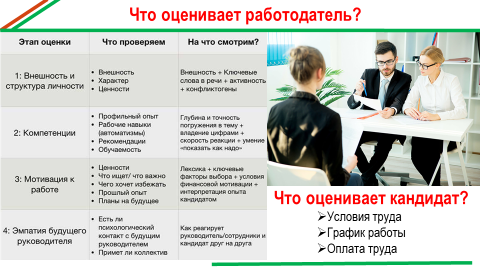 Что оценивает работодатель?
Этап оценки
Что проверяем
На что смотрим?
1: Внешность и
структура личности
• Внешность
• Характер
• Ценности
Внешность + Ключевые
слова в речи + активность
+ конфликтогены
2: Компетенции
• Профильный опыт
• Рабочие навыки
(автоматизмы)
• Рекомендации
• Обучаемость
Глубина и точность
погружения в тему +
владение цифрами +
скорость реакции + умение
«показать как надо»
3: Мотивация к
работе
• Ценности
• Что ищет/ что важно
• Чего хочет избежать
• Прошлый опыт
• Планы на будущее
Лексика + ключевые
факторы выбора + условия
финансовой мотивации +
интерпретация опыта
кандидатом
4: Эмпатия будущего
руководителя
• Есть ли
психологический
контакт с будущим
руководителем
• Примет ли коллектив
Как реагирует
руководитель/сотрудники и
кандидат друг на друга
Что оценивает кандидат?
➢Условия труда
➢График работы
➢Оплата труда